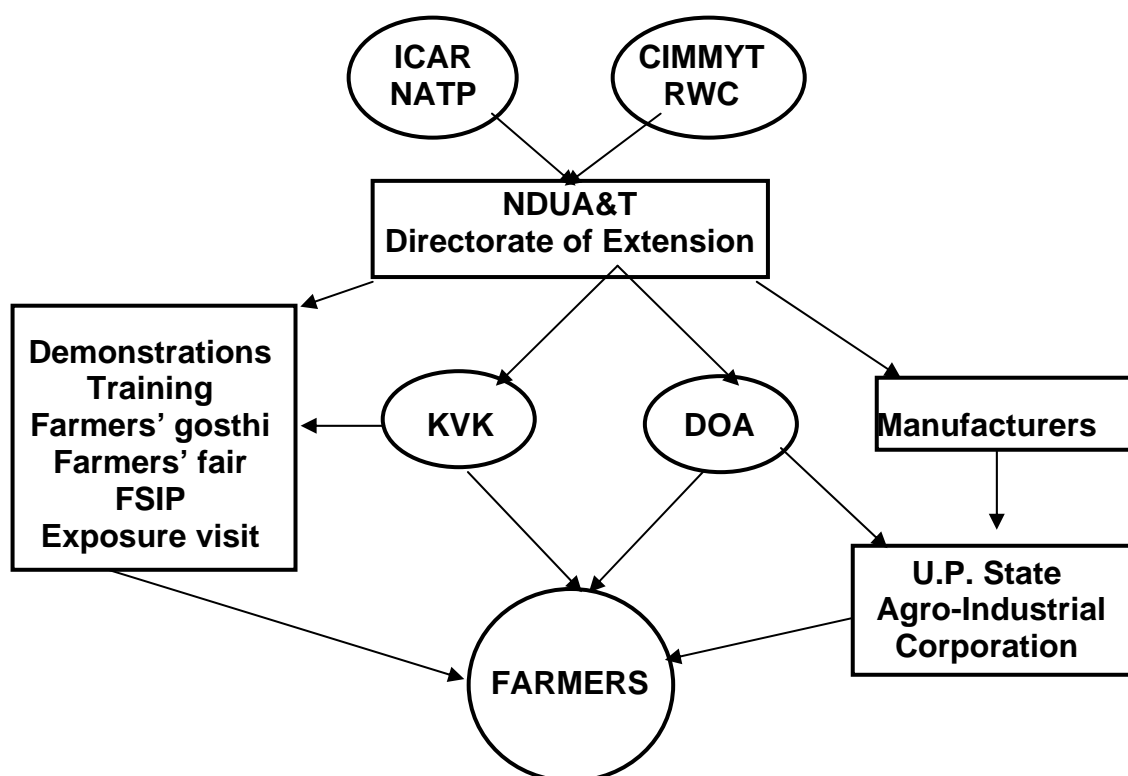 ICAR
NATP
CIMMYT
RWC
NDUA&T
Directorate of Extension
Demonstrations
Training
Farmers’ gosthi
Farmers’ fair
FSIP
Exposure visit
KVK
DOA
Manufacturers
U.P. State
Agro-Industrial
Corporation
FARMERS